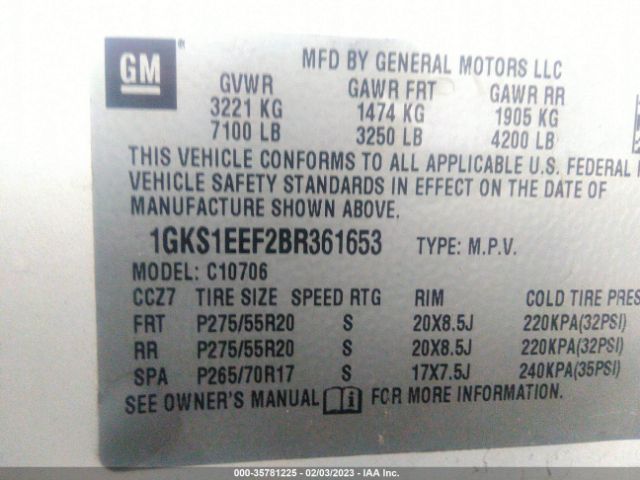 GM ®
MFD BY GENERAL MOTORS LLC
GVWR GAWR FRT GAWR RR
3221 KG 1474 KG 1905 KG
7100 LB 3250 LB 4200 LB
THIS VEHICLE CONFORMS TO ALL APPLICABLE U.S. FEDERAL
VEHICLE SAFETY STANDARDS IN EFFECT ON THE DATE OF
MANUFACTURE SHOWN ABOVE.
1GKS1EEF2BR361653 TYPE: M.P.V.
MODEL: C10706
CCZ7 TIRE SIZE SPEED RTG RIM COLD TIRE PRES
FRT P275/55R20 S 20X8.5J 220KPA(32PSI)
RR P275/55R20 S 20X8.5J 220KPA(32PSI)
SPA P265/70R17 S 17X7.5J 240KPA(35PSI)
SEE OWNER'S MANUAL FOR MORE INFORMATION.
000-35781225 - 02/03/2023 - IAA Inc.